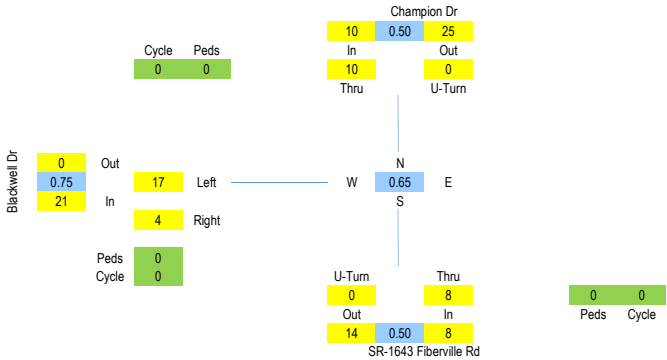 Champion Dr
10 0.50 25
Cycle Peds In Out
0 0 10 0
Thru U-Turn
Blackwell Dr
0 Out N
0.75 17 Left W 0.65 E
21 In S
4 Right
Peds 0
Cycle 0
U-Turn Thru
0 8 0 0
Out In Peds Cycle
14 0.50 8
SR-1643 Fiberville Rd